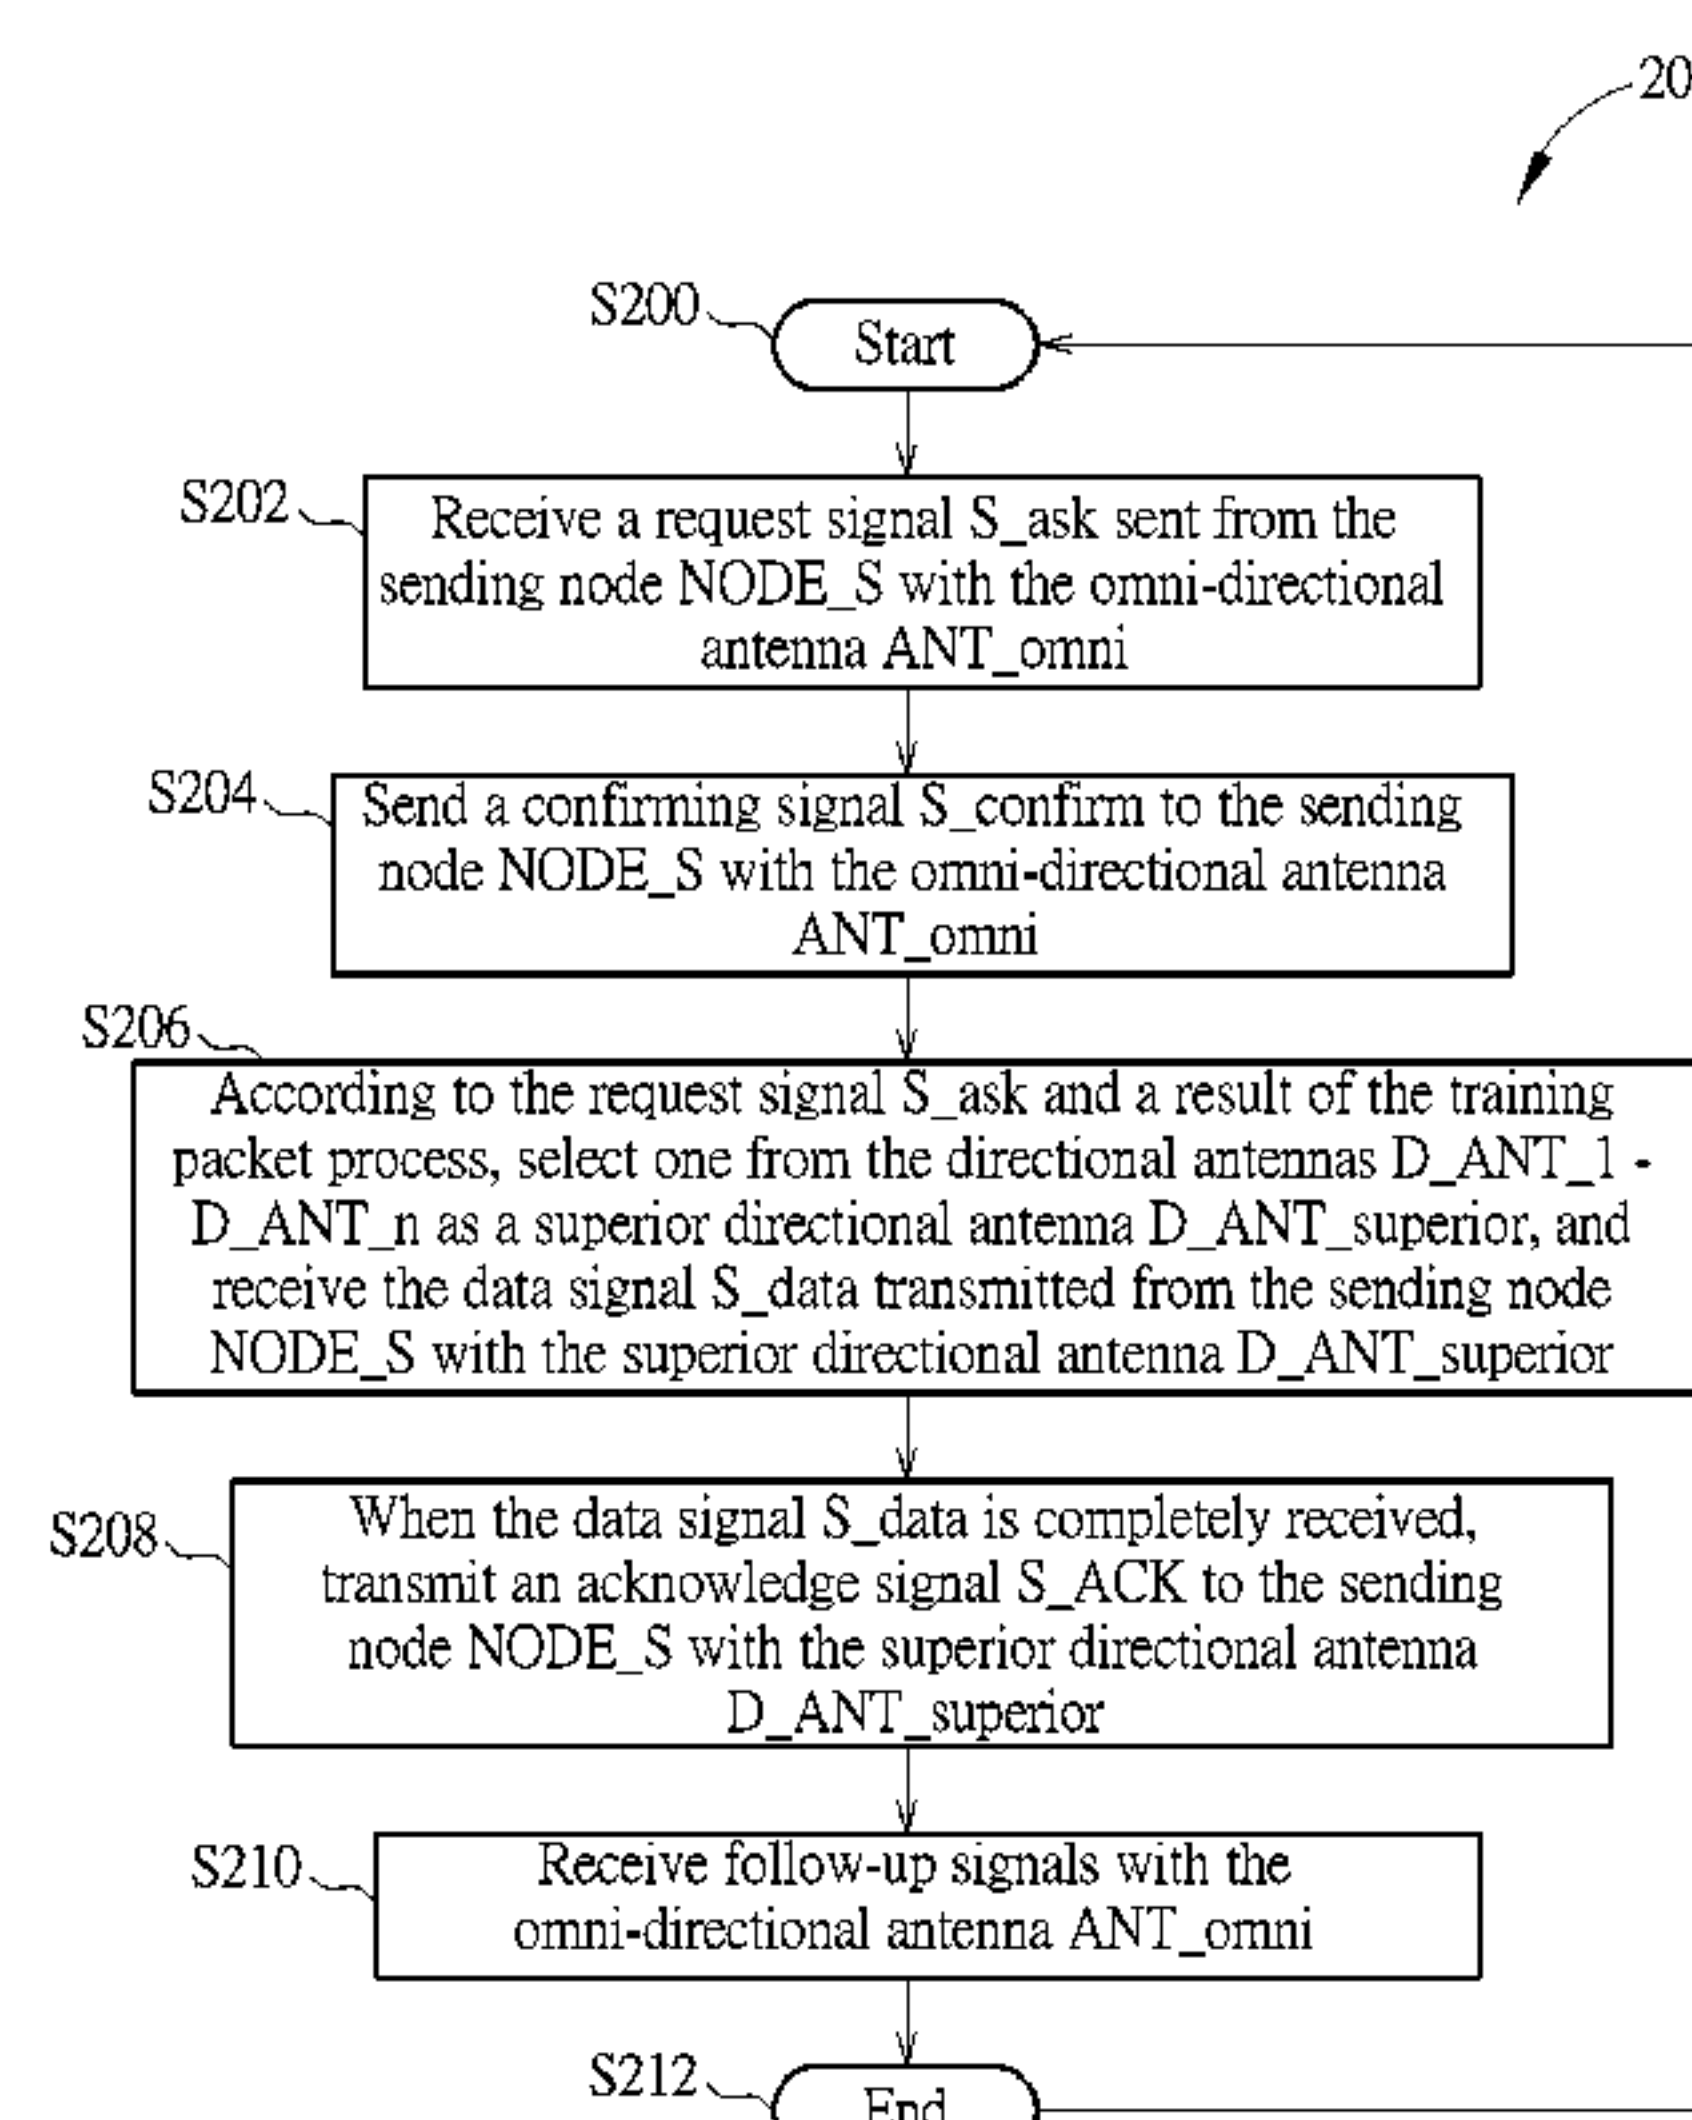 20
S200
Start
S202
Receive a request signal S_ask sent from the
sending node NODE_S with the omni-directional
antenna ANT_omni
S204
Send a confirming signal S_confirm to the sending
node NODE_S with the omni-directional antenna
ANT_omni
S206
According to the request signal S_ask and a result of the training
packet process, select one from the directional antennas D_ANT_1 -
D_ANT_n as a superior directional antenna D_ANT_superior, and
receive the data signal S_data transmitted from the sending node
NODE_S with the superior directional antenna D_ANT_superior
S208
When the data signal S_data is completely received,
transmit an acknowledge signal S_ACK to the sending
node NODE_S with the superior directional antenna
D_ANT_superior
S210
Receive follow-up signals with the
omni-directional antenna ANT_omni
S212
End